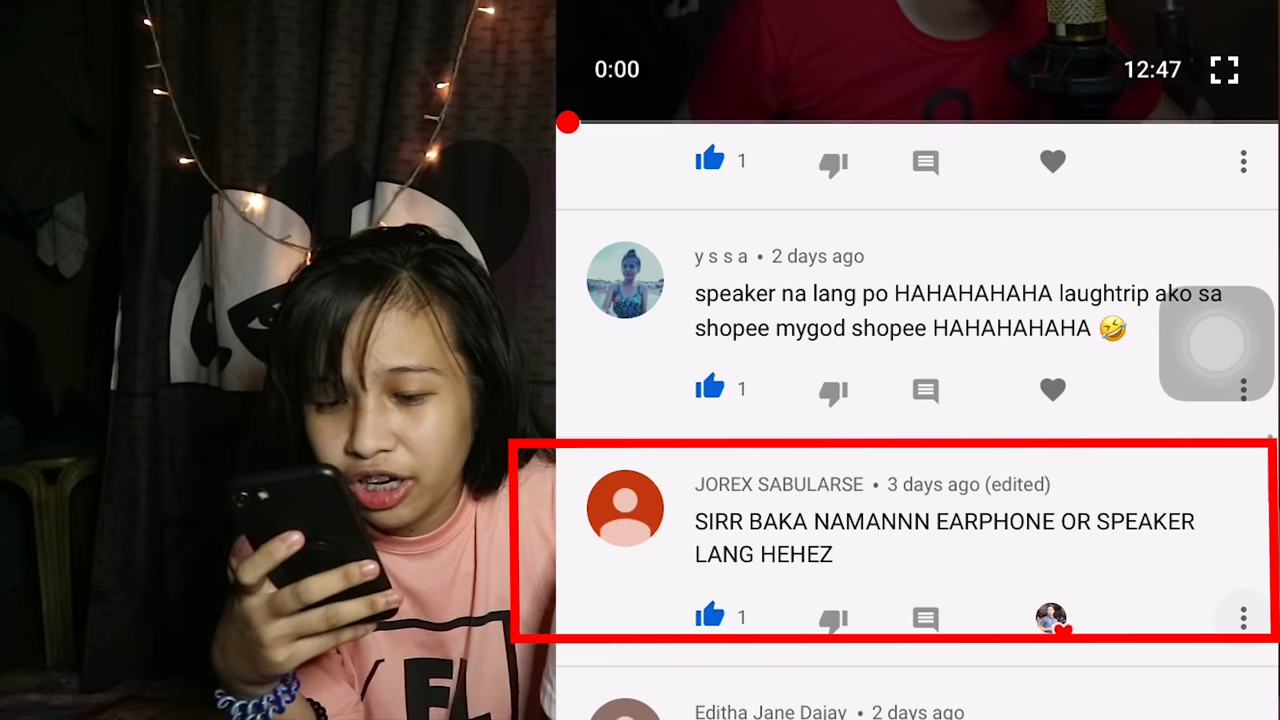 0:00
12:47
1
y s s a • 2 days ago
speaker na lang po HAHAHAHAHA laughtrip ako sa
shopee mygod shopee HAHAHAHAHA 🤣
1
JOREX SABULARSE • 3 days ago (edited)
SIRR BAKA NAMANNN EARPHONE OR SPEAKER
LANG HEHEZ
1
Editha Jane Dajay • 2 days ago